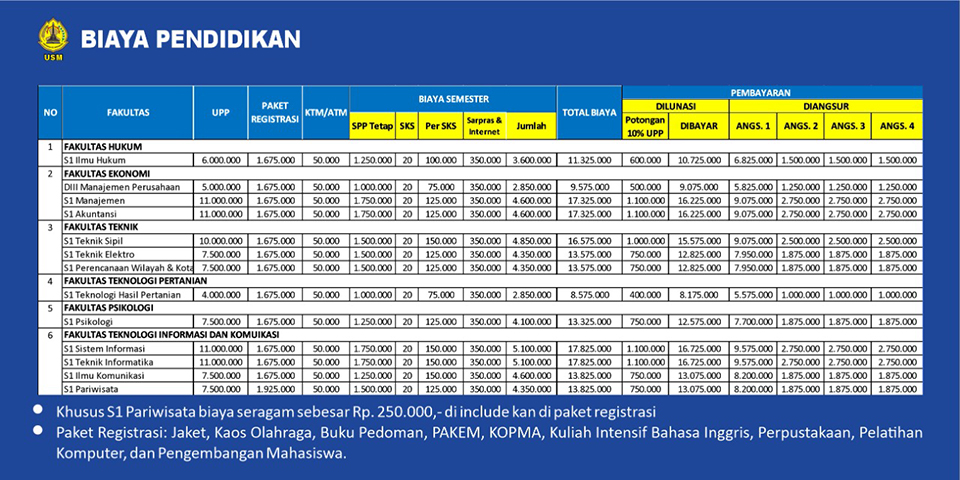 USM
BIAYA PENDIDIKAN
NO FAKULTAS UPP PAKET REGISTRASI KTM/ATM BIAYA SEMESTER TOTAL BIAYA PEMBAYARAN
DILUNASI DIANGSUR
SPP Tetap SKS Per SKS Sarpras & Internet Jumlah Potongan 10% UPP DIBAYAR ANGS. 1 ANGS. 2 ANGS. 3 ANGS. 4
1 FAKULTAS HUKUM
S1 Ilmu Hukum 6.000.000 1.675.000 50.000 1.250.000 20 100.000 350.000 3.600.000 11.325.000 600.000 10.725.000 6.825.000 1.500.000 1.500.000 1.500.000
2 FAKULTAS EKONOMI
DIII Manajemen Perusahaan 5.000.000 1.675.000 50.000 1.000.000 20 75.000 350.000 2.850.000 9.575.000 500.000 9.075.000 5.825.000 1.250.000 1.250.000 1.250.000
S1 Manajemen 11.000.000 1.675.000 50.000 1.750.000 20 125.000 350.000 4.600.000 17.325.000 1.100.000 16.225.000 9.075.000 2.750.000 2.750.000 2.750.000
S1 Akuntansi 11.000.000 1.675.000 50.000 1.750.000 20 125.000 350.000 4.600.000 17.325.000 1.100.000 16.225.000 9.075.000 2.750.000 2.750.000 2.750.000
3 FAKULTAS TEKNIK
S1 Teknik Sipil 10.000.000 1.675.000 50.000 1.500.000 20 150.000 350.000 4.850.000 16.575.000 1.000.000 15.575.000 9.075.000 2.500.000 2.500.000 2.500.000
S1 Teknik Elektro 7.500.000 1.675.000 50.000 1.500.000 20 125.000 350.000 4.350.000 13.575.000 750.000 12.825.000 7.950.000 1.875.000 1.875.000 1.875.000
S1 Perencanaan Wilayah & Kota 7.500.000 1.675.000 50.000 1.500.000 20 125.000 350.000 4.350.000 13.575.000 750.000 12.825.000 7.950.000 1.875.000 1.875.000 1.875.000
4 FAKULTAS TEKNOLOGI PERTANIAN
S1 Teknologi Hasil Pertanian 4.000.000 1.675.000 50.000 1.000.000 20 75.000 350.000 2.850.000 8.575.000 400.000 8.175.000 5.575.000 1.000.000 1.000.000 1.000.000
5 FAKULTAS PSIKOLOGI
S1 Psikologi 7.500.000 1.675.000 50.000 1.250.000 20 125.000 350.000 4.100.000 13.325.000 750.000 12.575.000 7.700.000 1.875.000 1.875.000 1.875.000
6 FAKULTAS TEKNOLOGI INFORMASI DAN KOMUIKASI
S1 Sistem Informasi 11.000.000 1.675.000 50.000 1.750.000 20 150.000 350.000 5.100.000 17.825.000 1.100.000 16.725.000 9.575.000 2.750.000 2.750.000 2.750.000
S1 Teknik Informatika 11.000.000 1.675.000 50.000 1.750.000 20 150.000 350.000 5.100.000 17.825.000 1.100.000 16.725.000 9.575.000 2.750.000 2.750.000 2.750.000
S1 Ilmu Komunikasi 7.500.000 1.675.000 50.000 1.250.000 20 150.000 350.000 4.600.000 13.825.000 750.000 13.075.000 8.200.000 1.875.000 1.875.000 1.875.000
S1 Pariwisata 7.500.000 1.925.000 50.000 1.500.000 20 125.000 350.000 4.350.000 13.825.000 750.000 13.075.000 8.200.000 1.875.000 1.875.000 1.875.000
Khusus S1 Pariwisata biaya seragam sebesar Rp. 250.000,- di include kan di paket registrasi
Paket Registrasi: Jaket, Kaos Olahraga, Buku Pedoman, PAKEM, KOPMA, Kuliah Intensif Bahasa Inggris, Perpustakaan, Pelatihan
Komputer, dan Pengembangan Mahasiswa.